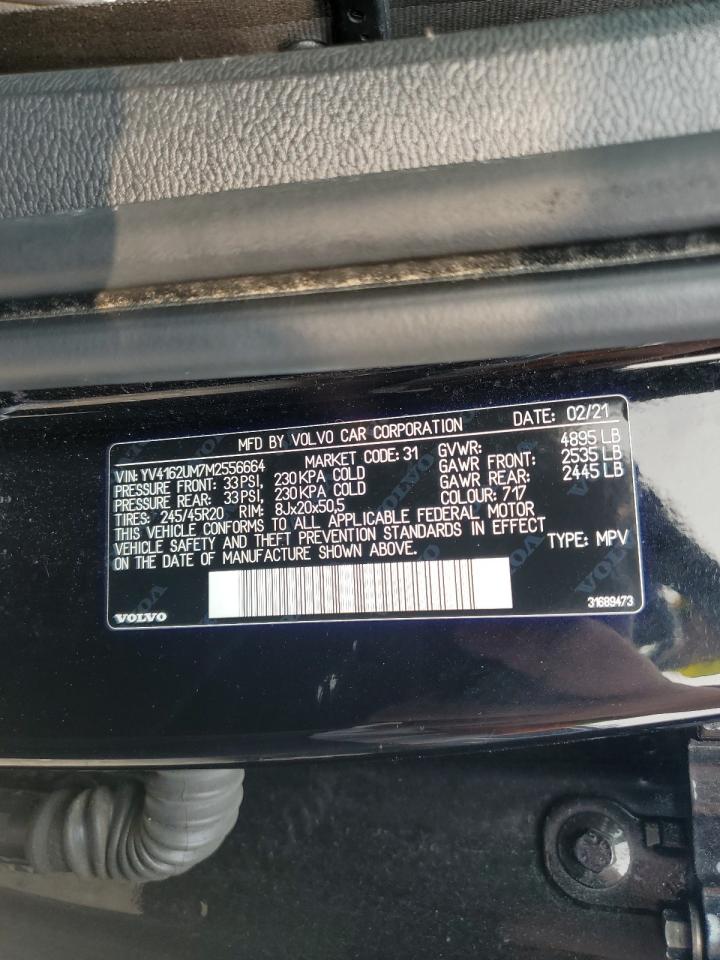 MFD BY VOLVO CAR CORPORATION DATE: 02/21
VIN: YV4162UM7M2556664 MARKET CODE: 31 GVWR: 4895 LB
PRESSURE FRONT: 33 PSI, 230 KPA COLD GAWR FRONT: 2535 LB
PRESSURE REAR: 33 PSI, 230 KPA COLD GAWR REAR: 2445 LB
TIRES: 245/45R20 RIM: 8Jx20x50,5 COLOUR: 717
THIS VEHICLE CONFORMS TO ALL APPLICABLE FEDERAL MOTOR
VEHICLE SAFETY AND THEFT PREVENTION STANDARDS IN EFFECT
ON THE DATE OF MANUFACTURE SHOWN ABOVE. TYPE: MPV
VOLVO 31689473